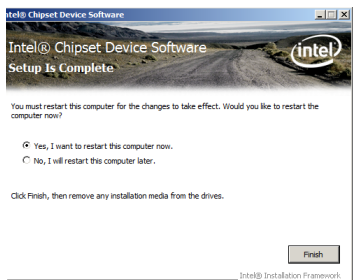 ntel® Chipset Device Software
Intel® Chipset Device Software
intel
Setup Is Complete
You must restart this computer for the changes to take effect. Would you like to restart the
computer now?
Yes, I want to restart this computer now.
No, I will restart this computer later.
Click Finish, then remove any installation media from the drives.
Finish
Intel® Installation Framework